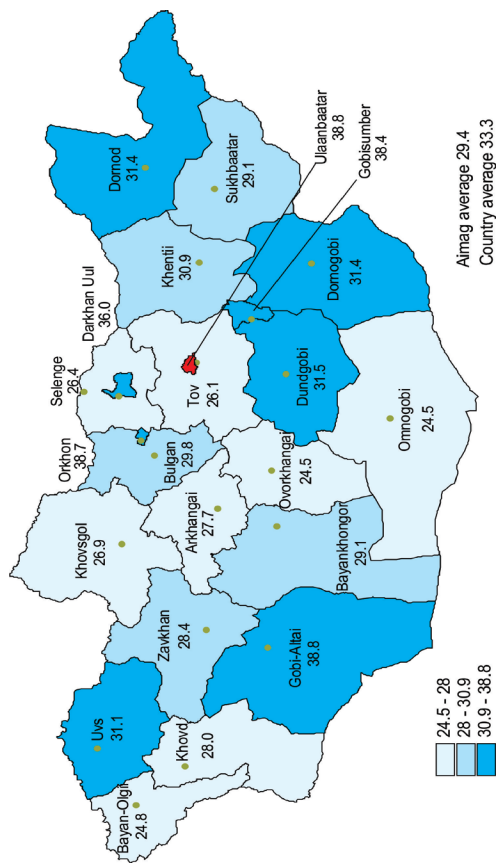 Bayan-Olgii
24.8
Uvs
31.1
Khovd
28.0
Zavkhan
28.4
Gobi-Altai
38.8
Khovsgol
26.9
Arkhangai
27.7
Bayankhongor
29.1
Orkhon
38.7
Bulgan
29.8
Ovorkhangai
24.5
Selenge
26.4
Darkhan Uul
36.0
Tov
26.1
Dundgobi
31.5
Omnogobi
24.5
Khentii
30.9
Dornod
31.4
Sukhbaatar
29.1
Dornogobi
31.4
Ulaanbaatar
38.8
Gobisumber
38.4
24.5 - 28
28 - 30.9
30.9 - 38.8
Aimag average 29.4
Country average 33.3